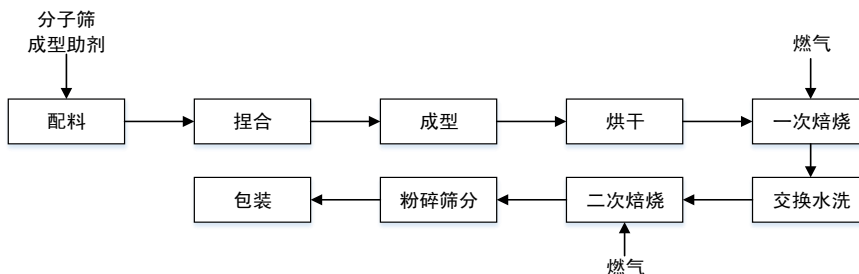 分子筛
成型助剂
燃气
配料
捏合
成型
烘干
一次焙烧
包装
粉碎筛分
二次焙烧
交换水洗
燃气